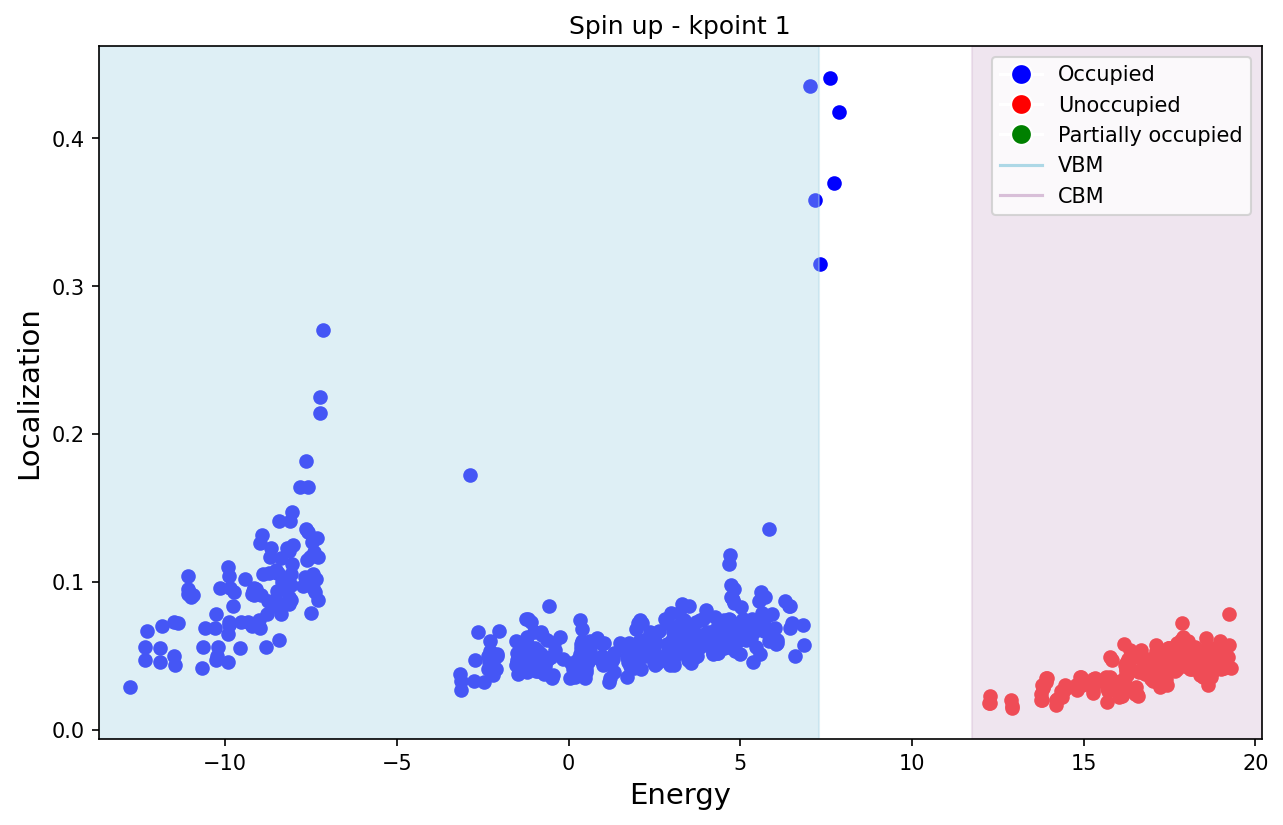 Spin up - kpoint 1
Localization
0.4
0.3
0.2
0.1
0.0
−10
−5
0
5
10
15
20
Energy
Occupied
Unoccupied
Partially occupied
VBM
CBM